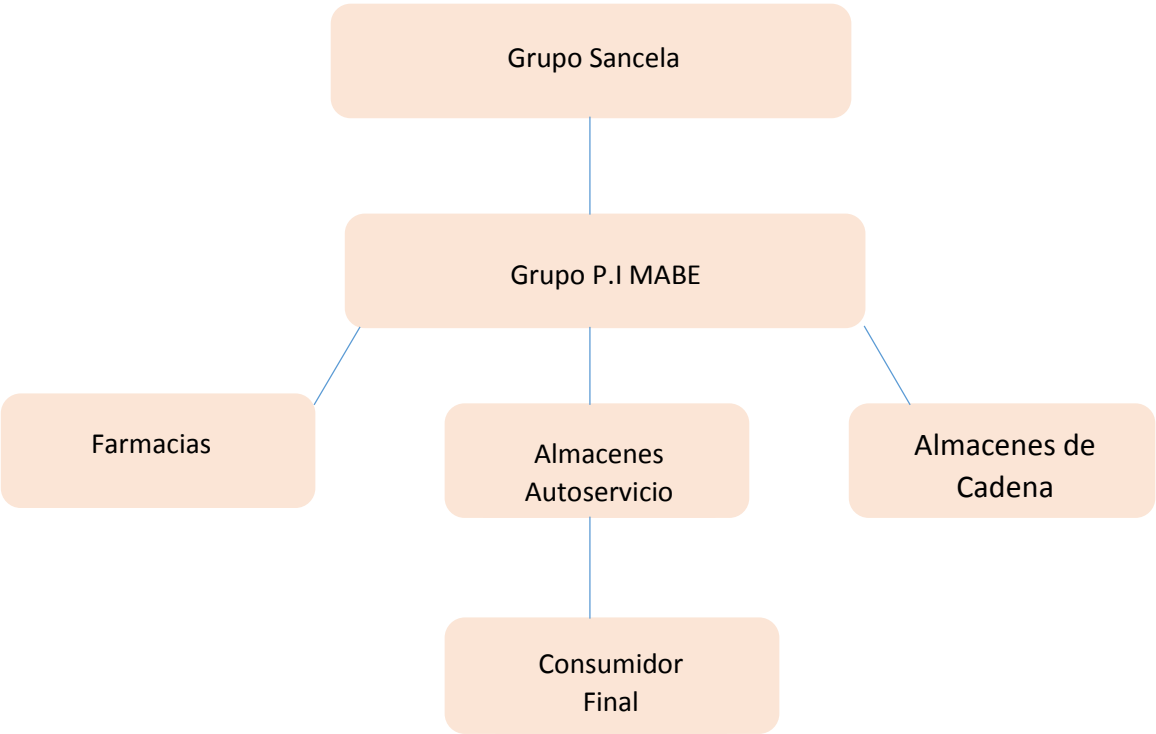 Grupo Sancela
Grupo P.I MABE
Farmacias
Almacenes
Autoservicio
Almacenes de
Cadena
Consumidor
Final